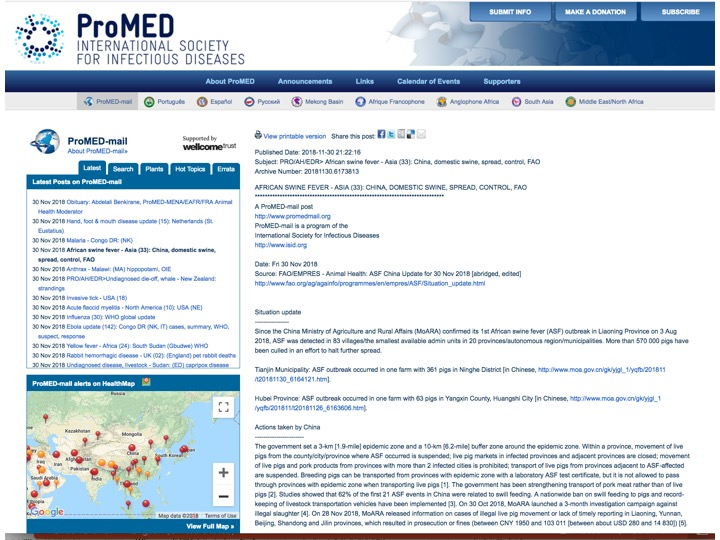 SUBMIT INFO
MAKE A DONATION
SUBSCRIBE
ProMED
INTERNATIONAL SOCIETY
FOR INFECTIOUS DISEASES
About ProMED
Announcements
Links
Calendar of Events
Supporters
ProMED-mail
Português
Español
Русский
Mekong Basin
Afrique Francophone
Anglophone Africa
South Asia
Middle East/North Africa
ProMED-mail
About ProMED-mail»
Supported by
wellcometrust
Latest
Search
Plants
Hot Topics
Errata
Latest Posts on ProMED-mail
30 Nov 2018 Obituary: Abdelali Benkirane, ProMED-MENA/EAFR/FRA Animal
Health Moderator
30 Nov 2018 Hand, foot & mouth disease update (15): Netherlands (St.
Eustatius)
30 Nov 2018 Malaria - Congo DR: (NK)
30 Nov 2018 African swine fever - Asia (33): China, domestic swine,
spread, control, FAO
30 Nov 2018 Anthrax - Malawi: (MA) hippopotami, OIE
30 Nov 2018 PRO/AH/EDR>Undiagnosed die-off, whale - New Zealand:
strandings
30 Nov 2018 Invasive tick - USA (18)
30 Nov 2018 Acute flaccid myelitis - North America (10): USA (NE)
30 Nov 2018 Influenza (30): WHO global update
30 Nov 2018 Ebola update (142): Congo DR (NK, IT) cases, summary, WHO,
suspect, response
30 Nov 2018 Yellow fever - Africa (24): South Sudan (Gbudwe) WHO
30 Nov 2018 Rabbit hemorrhagic disease - UK (02): (England) pet rabbit deaths
30 Nov 2018 Undiagnosed disease, livestock - Sudan: (ED) capripox disease
ProMED-mail alerts on HealthMap
Russia
Kazakhstan
Mongolia
China
South Korea
Japan
India
Google
Map data ©2018
Terms of Use
View Full Map »
View printable version
Share this post:
Published Date: 2018-11-30 21:22:16
Subject: PRO/AH/EDR> African swine fever - Asia (33): China, domestic swine, spread, control, FAO
Archive Number: 20181130.6173813
AFRICAN SWINE FEVER - ASIA (33): CHINA, DOMESTIC SWINE, SPREAD, CONTROL, FAO
A ProMED-mail post
http://www.promedmail.org
ProMED-mail is a program of the
International Society for Infectious Diseases
http://www.isid.org
Date: Fri 30 Nov 2018
Source: FAO/EMPRES - Animal Health: ASF China Update for 30 Nov 2018 [abridged, edited]
http://www.fao.org/ag/againfo/programmes/en/empres/ASF/Situation_update.html
Situation update
----------------
Since the China Ministry of Agriculture and Rural Affairs (MoARA) confirmed its 1st African swine fever (ASF) outbreak in Liaoning Province on 3 Aug
2018, ASF was detected in 83 villages/the smallest available admin units in 20 provinces/autonomous region/municipalities. More than 570 000 pigs have
been culled in an effort to halt further spread.
Tianjin Municipality: ASF outbreak occurred in one farm with 361 pigs in Ninghe District [in Chinese, http://www.moa.gov.cn/gk/yjgl_1/yqfb/201811
/t20181130_6164121.htm].
Hubei Province: ASF outbreak occurred in one farm with 63 pigs in Yangxin County, Huangshi City [in Chinese, http://www.moa.gov.cn/gk/yjgl_1
/yqfb/201811/t20181126_6163606.htm].
Actions taken by China
----------------
The government set a 3-km [1.9-mile] epidemic zone and a 10-km [6.2-mile] buffer zone around the epidemic zone. Within a province, movement of live
pigs from the county/city/province where ASF occurred is suspended; live pig markets in infected provinces and adjacent provinces are closed; movement
of live pigs and pork products from provinces with more than 2 infected cities is prohibited; transport of live pigs from provinces adjacent to ASF-affected
are suspended. Breeding pigs can be transported from provinces with epidemic zone with a laboratory ASF test certificate, but it is not allowed to pass
through provinces with epidemic zone when transporting live pigs [1]. The government has been strengthening transport of pork meat rather than of live
pigs [2]. Studies showed that 62% of the first 21 ASF events in China were related to swill feeding. A nationwide ban on swill feeding to pigs and record-
keeping of livestock transportation vehicles have been implemented [3]. On 30 Oct 2018, MoARA launched a 3-month investigation campaign against
illegal slaughter [4]. On 28 Nov 2018, MoARA released information on cases of illegal live pig movement or lack of timely reporting in Liaoning, Yunnan,
Beijing, Shandong and Jilin provinces, which resulted in prosecution or fines (between CNY 1950 and 103 011 [between about USD 280 and 14 830]) [5].